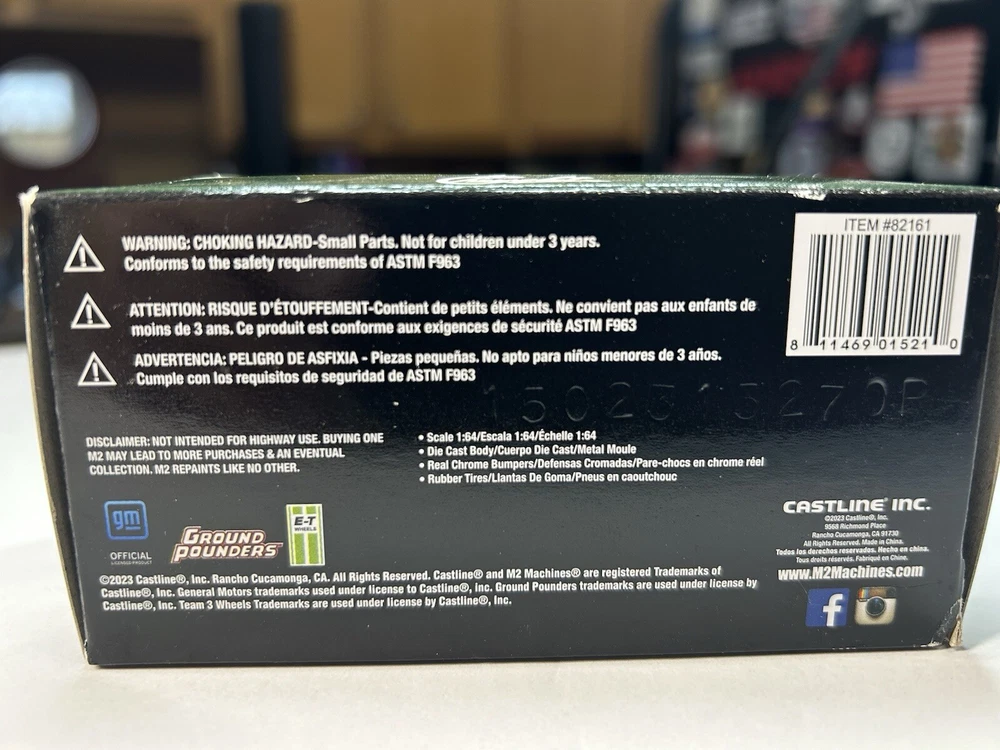 WARNING: CHOKING HAZARD-Small Parts. Not for children under 3 years.
Conforms to the safety requirements of ASTM F963
ATTENTION: RISQUE D'ÉTOUFFEMENT-Contient de petits éléments. Ne convient pas aux enfants de
moins de 3 ans. Ce produit est conforme aux exigences de sécurité ASTM F963
ADVERTENCIA: PELIGRO DE ASFIXIA - Piezas pequeñas. No apto para niños menores de 3 años.
Cumple con los requisitos de seguridad de ASTM F963
ITEM #82161
8 11469 01521 0
DISCLAIMER: NOT INTENDED FOR HIGHWAY USE. BUYING ONE
M2 MAY LEAD TO MORE PURCHASES & AN EVENTUAL
COLLECTION. M2 REPAINTS LIKE NO OTHER.
• Scale 1:64/Escala 1:64/Échelle 1:64
• Die Cast Body/Cuerpo Die Cast/Metal Moule
• Real Chrome Bumpers/Defensas Cromadas/Pare-chocs en chrome réel
• Rubber Tires/Llantas De Goma/Pneus en caoutchouc
gm
OFFICIAL
LICENSED PRODUCT
GROUND
POUNDERS
E-T
WHEELS
©2023 Castline®, Inc. Rancho Cucamonga, CA. All Rights Reserved. Castline® and M2 Machines® are registered Trademarks of
Castline®, Inc. General Motors trademarks used under license to Castline®, Inc. Ground Pounders trademarks are used under license by
Castline®, Inc. Team 3 Wheels Trademarks are used under license by Castline®, Inc.
CASTLINE® INC.
©2023 Castline®, Inc.
9568 Richmond Place
Rancho Cucamonga, CA 91730
All Rights Reserved. Made in China.
Todos los derechos reservados. Hecho en china.
Tous droits réservés. Fabriqué en Chine.
www.M2Machines.com
f